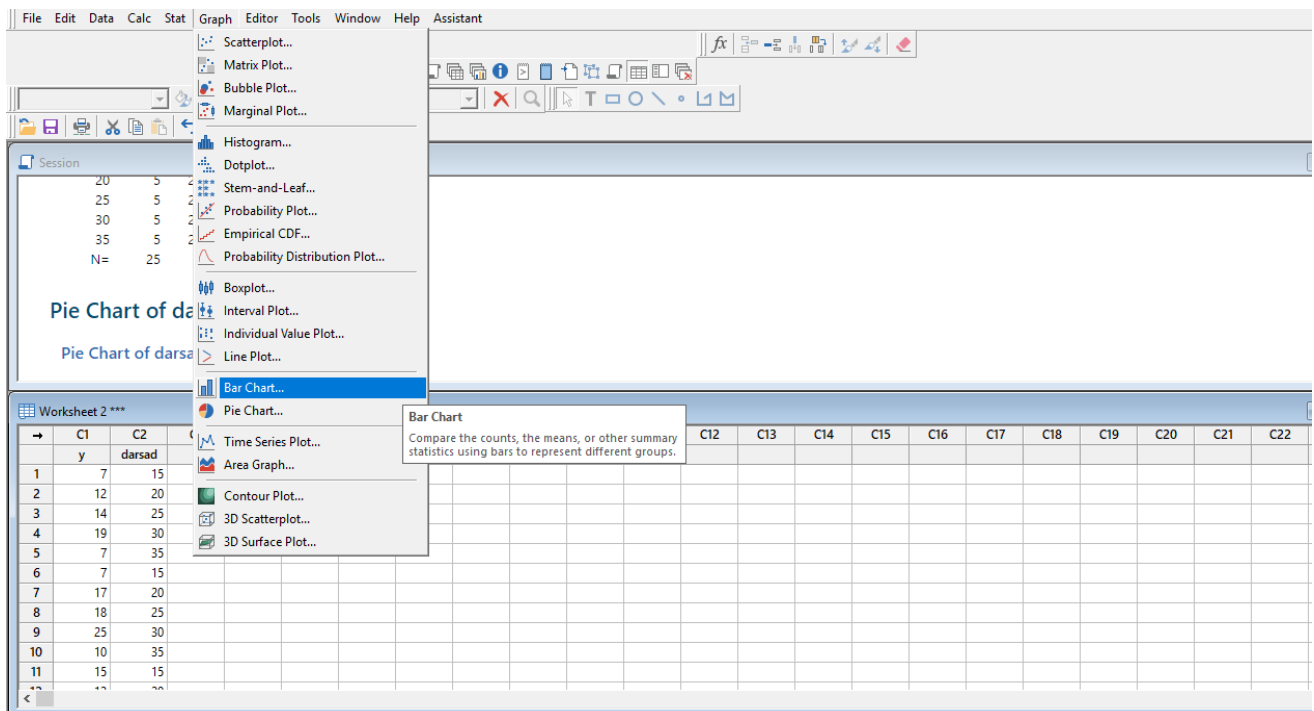 File Edit Data Calc Stat Graph Editor Tools Window Help Assistant
Scatterplot...
Matrix Plot...
Bubble Plot...
Marginal Plot...
Histogram...
Dotplot...
Stem-and-Leaf...
Probability Plot...
Empirical CDF...
Probability Distribution Plot...
Boxplot...
Interval Plot...
Individual Value Plot...
Line Plot...
Bar Chart...
Pie Chart...
Time Series Plot...
Area Graph...
Contour Plot...
3D Scatterplot...
3D Surface Plot...
Bar Chart
Compare the counts, the means, or other summary
statistics using bars to represent different groups.
fx
T
Session
20 5 2
25 5 2
30 5 2
35 5 2
N= 25
Pie Chart of da
Pie Chart of darsa
Worksheet 2 ***
C1 C2 C12 C13 C14 C15 C16 C17 C18 C19 C20 C21 C22
y darsad
1 7 15
2 12 20
3 14 25
4 19 30
5 7 35
6 7 15
7 17 20
8 18 25
9 25 30
10 10 35
11 15 15